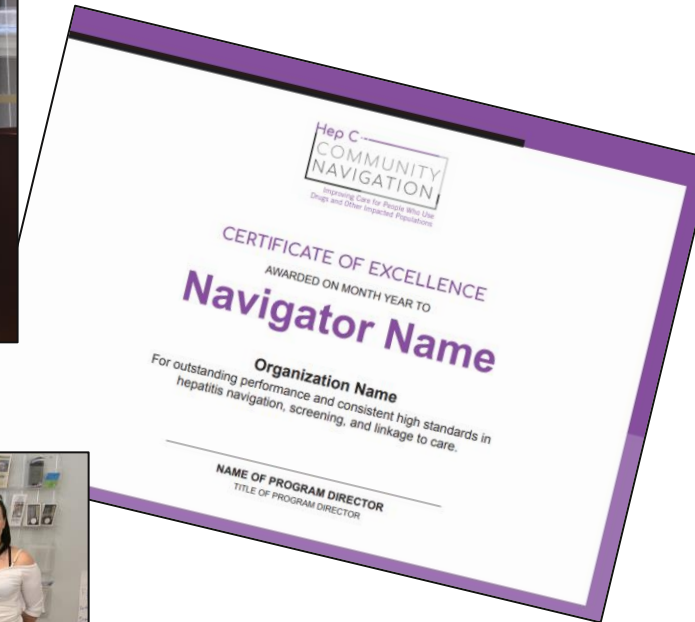 Hep C
COMMUNITY
NAVIGATION
Improving Care for People Who Use
Drugs and Other Impacted Populations
CERTIFICATE OF EXCELLENCE
AWARDED ON MONTH YEAR TO
Navigator Name
Organization Name
For outstanding performance and consistent high standards in
hepatitis navigation, screening, and linkage to care.
NAME OF PROGRAM DIRECTOR
TITLE OF PROGRAM DIRECTOR